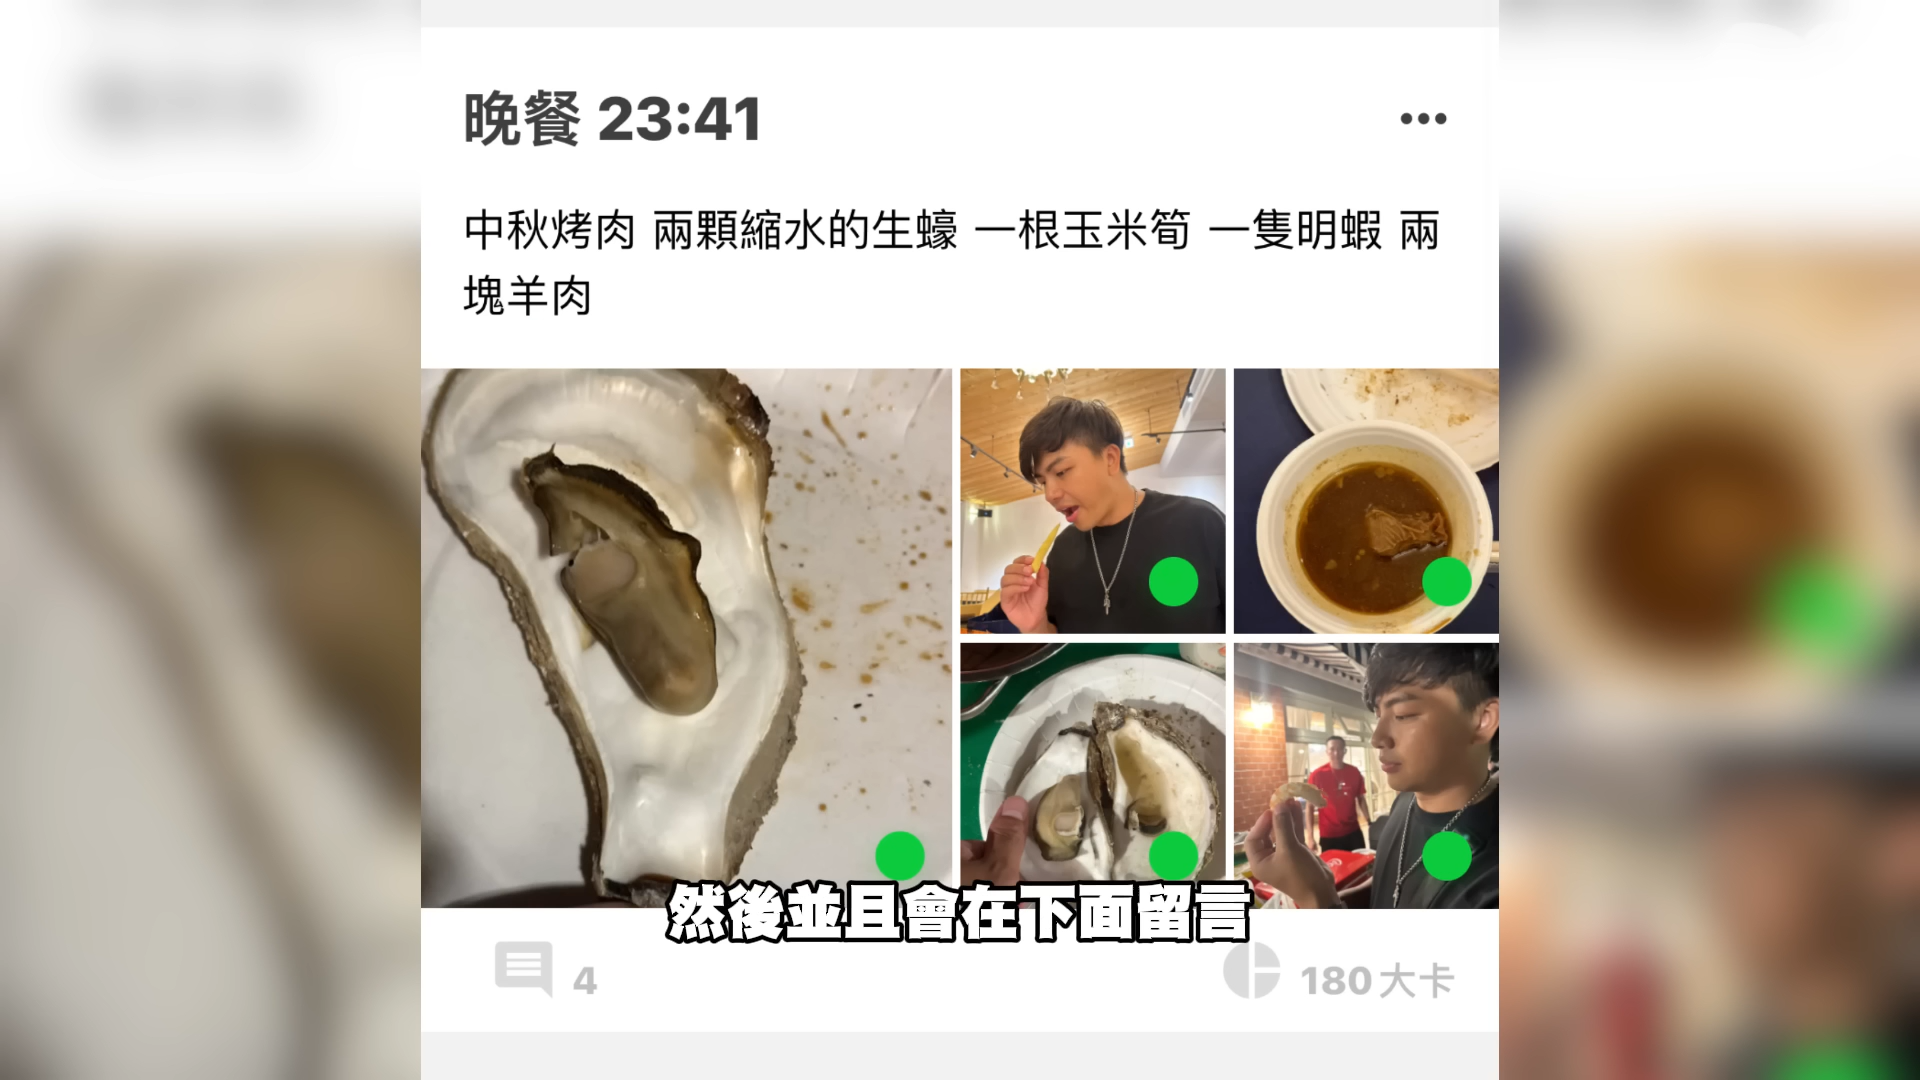 晚餐 23:41
中秋烤肉 兩顆縮水的生蠔 一根玉米筍 一隻明蝦 兩
塊羊肉
然後並且會在下面留言
4
180大卡